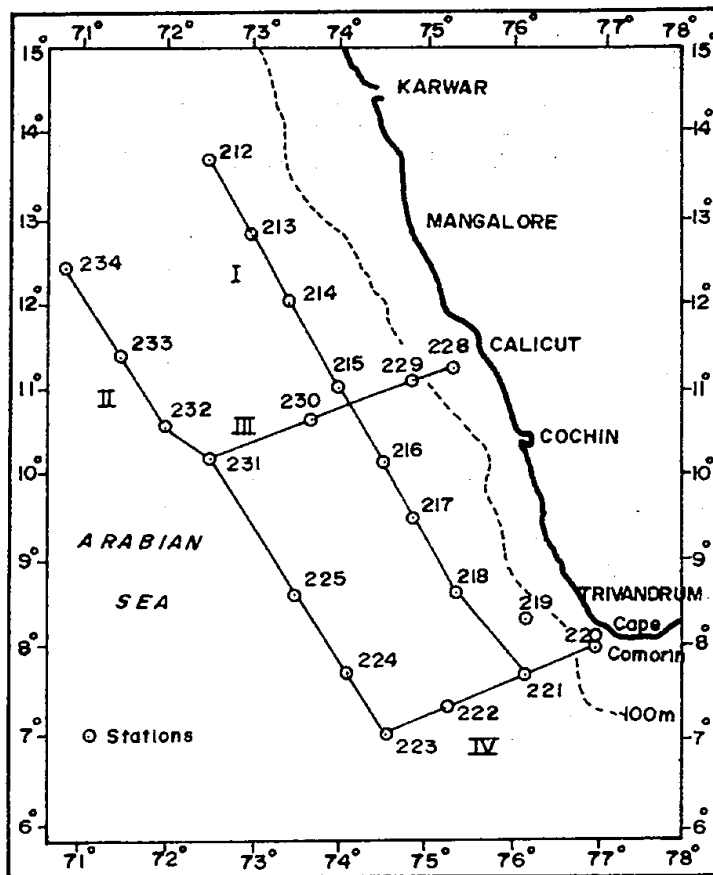 71° 72° 73° 74° 75° 76° 77° 78°
15° 15°
KARWAR
14° 14°
212
213 MANGALORE
13° 13°
234
I
214
12° 12°
233
228 CALICUT
215 229
11° 11°
II 232 III 230
COCHIN
231 216
10° 10°
217
ARABIAN
9° 9°
218
SEA 225 219 TRIVANDRUM
220 Cape
8° 8°
224 Comorin
221
222 100m
7° Stations 223 7°
IV
6° 6°
71° 72° 73° 74° 75° 76° 77° 78°